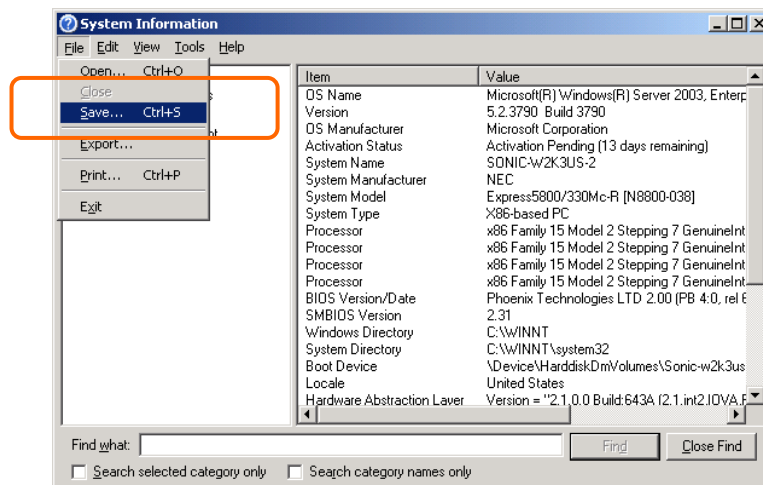 System Information
File Edit View Tools Help
Open... Ctrl+O
Close
Save... Ctrl+S
Export...
Print... Ctrl+P
Exit
Item Value
OS Name Microsoft(R) Windows(R) Server 2003, Enterp
Version 5.2.3790 Build 3790
OS Manufacturer Microsoft Corporation
Activation Status Activation Pending (13 days remaining)
System Name SONIC-W2K3US-2
System Manufacturer NEC
System Model Express5800/330Mc-R [N8800-038]
System Type X86-based PC
Processor x86 Family 15 Model 2 Stepping 7 GenuineInt
Processor x86 Family 15 Model 2 Stepping 7 GenuineInt
Processor x86 Family 15 Model 2 Stepping 7 GenuineInt
Processor x86 Family 15 Model 2 Stepping 7 GenuineInt
BIOS Version/Date Phoenix Technologies LTD 2.00 (PB 4:0, rel 6
SMBIOS Version 2.31
Windows Directory C:\WINNT
System Directory C:\WINNT\system32
Boot Device \Device\HarddiskDmVolumes\Sonic-w2k3us
Locale United States
Hardware Abstraction Layer Version = "2.1.0.0 Build:643A (2.1.int2.IOVA.F
Find what: Find Close Find
Search selected category only Search category names only